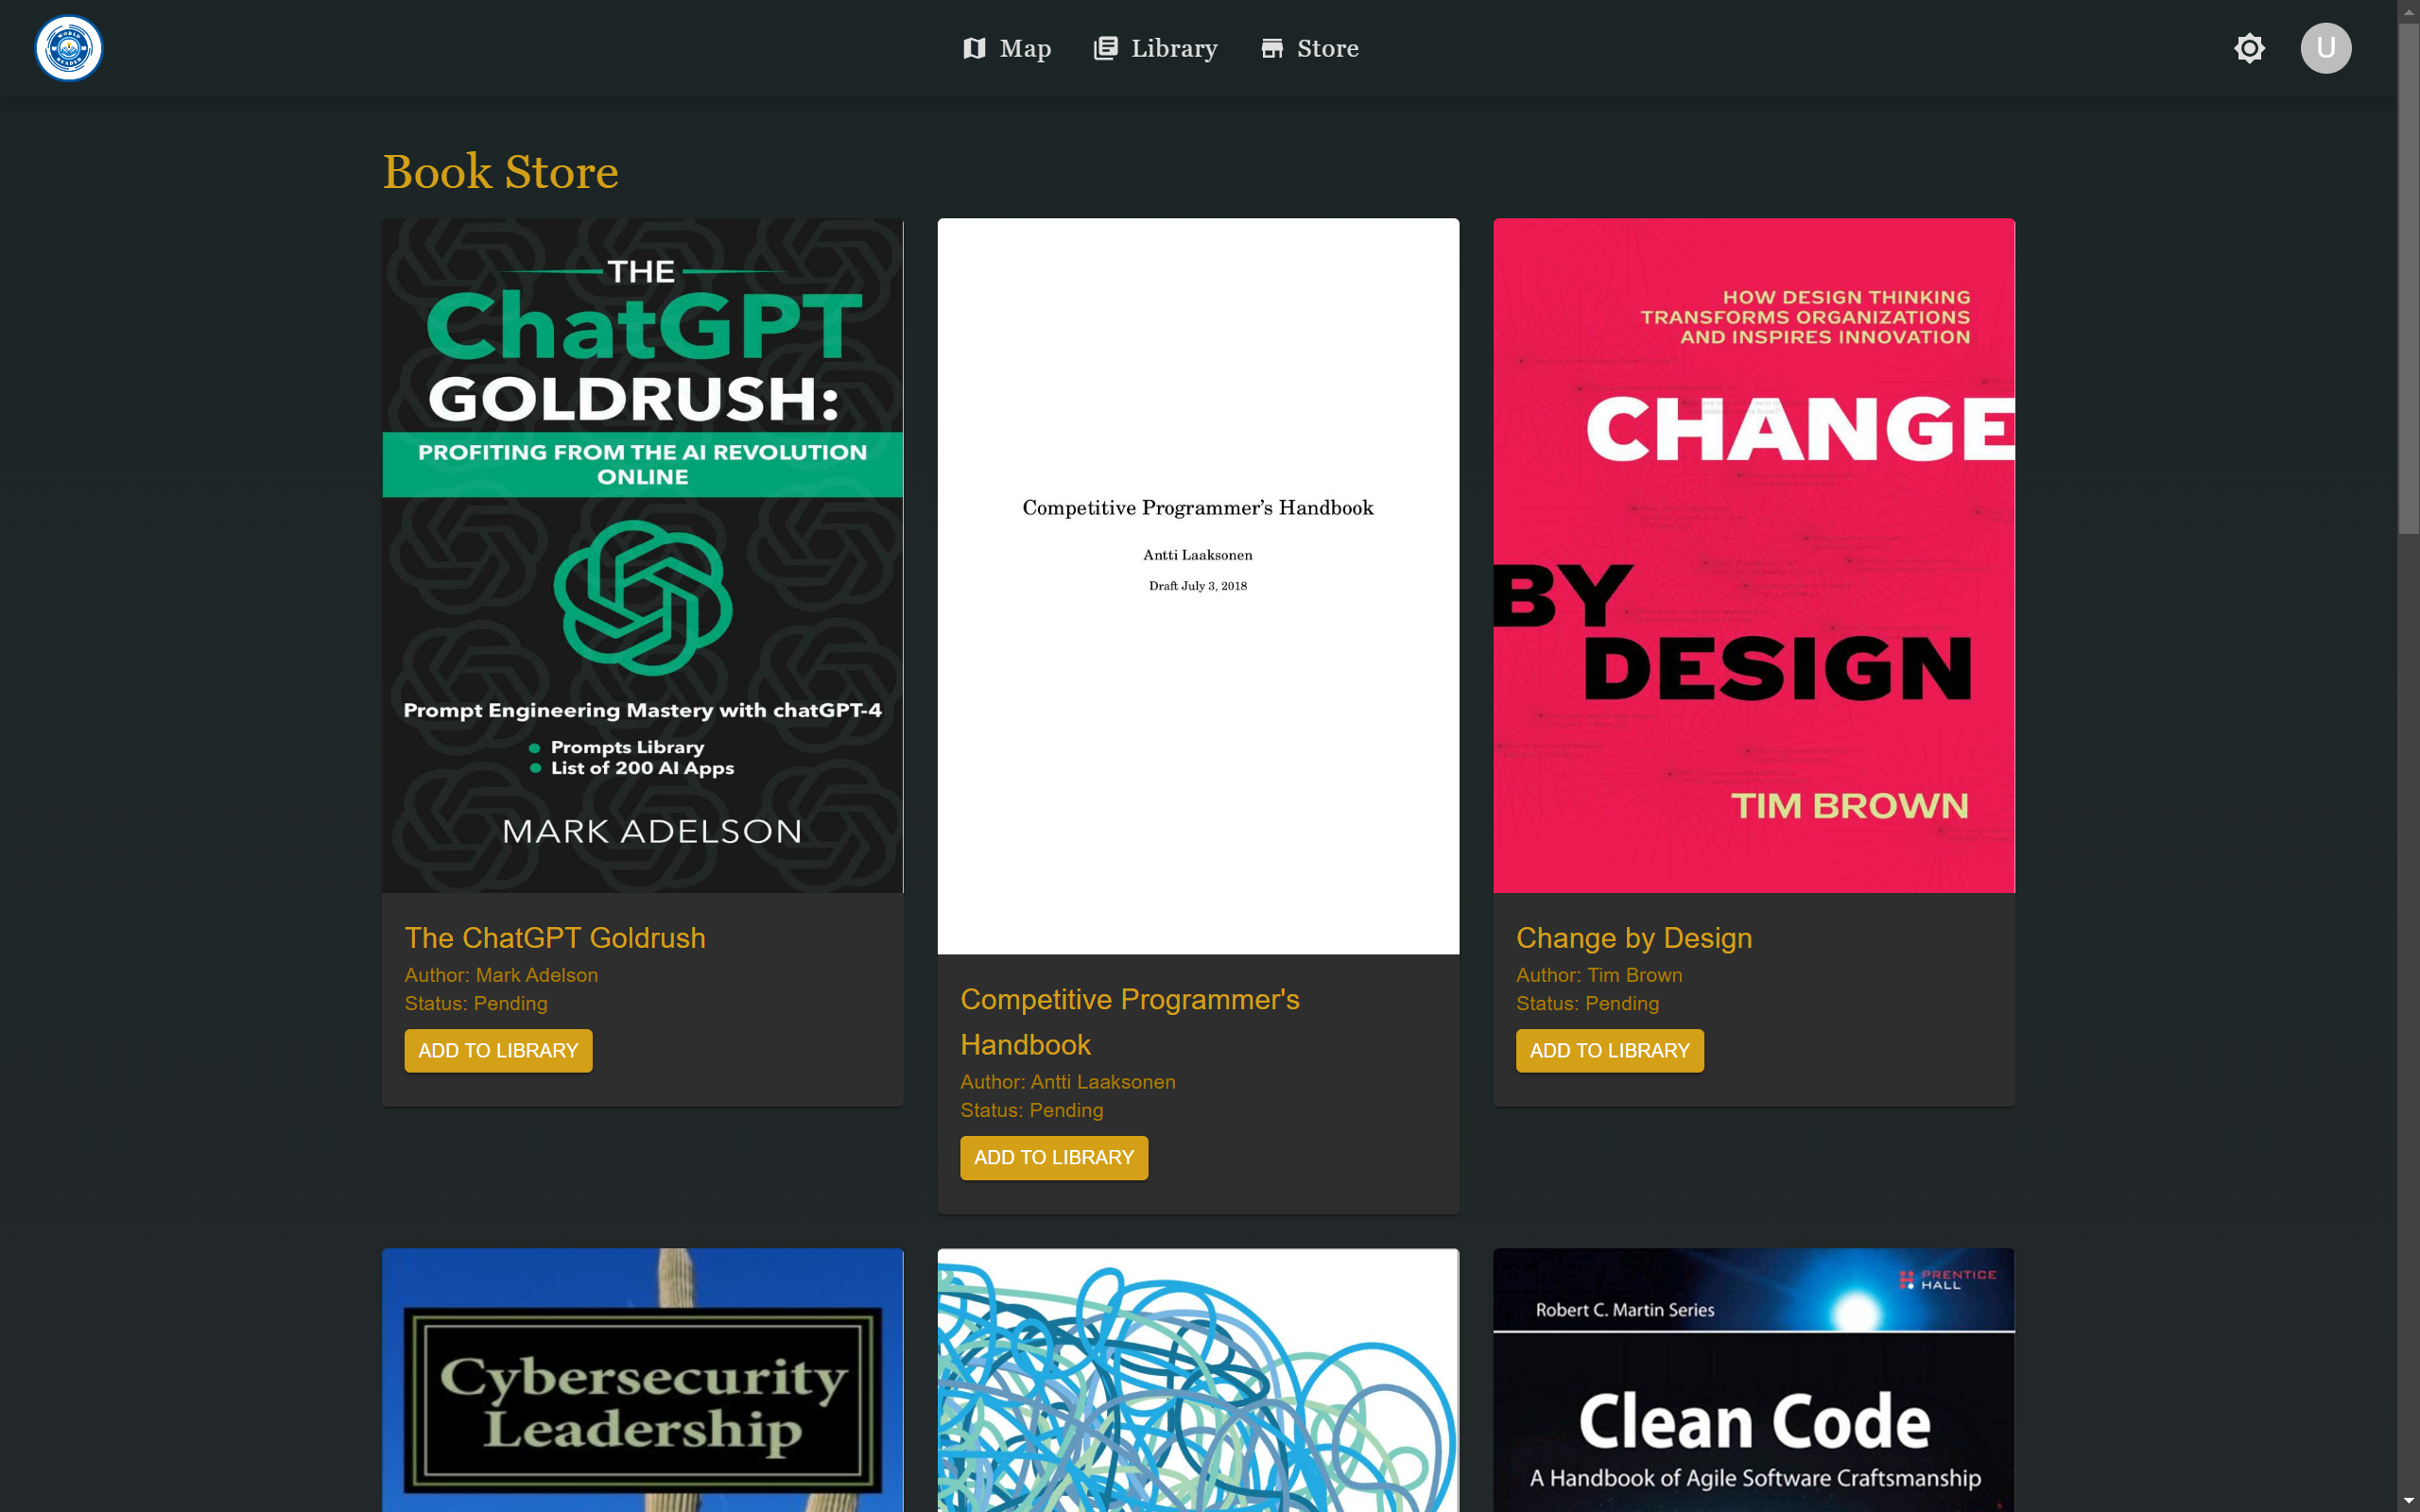 WORLD
READER
Map
Library
Store
U
Book Store
THE
ChatGPT
GOLDRUSH:
PROFITING FROM THE AI REVOLUTION
ONLINE
Prompt Engineering Mastery with chatGPT-4
Prompts Library
List of 200 AI Apps
MARK ADELSON
The ChatGPT Goldrush
Author: Mark Adelson
Status: Pending
ADD TO LIBRARY
Competitive Programmer's Handbook
Antti Laaksonen
Draft July 3, 2018
Competitive Programmer's
Handbook
Author: Antti Laaksonen
Status: Pending
ADD TO LIBRARY
HOW DESIGN THINKING
TRANSFORMS ORGANIZATIONS
AND INSPIRES INNOVATION
CHANGE
BY
DESIGN
TIM BROWN
Change by Design
Author: Tim Brown
Status: Pending
ADD TO LIBRARY
Cybersecurity
Leadership
PRENTICE
HALL
Robert C. Martin Series
Clean Code
A Handbook of Agile Software Craftsmanship